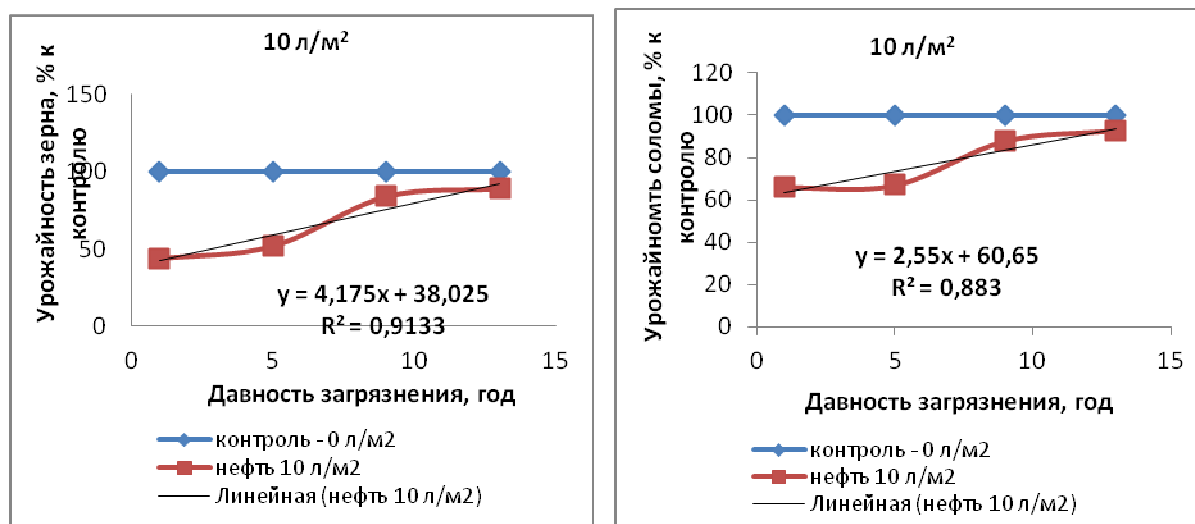 10 л/м²
Урожайность зерна, % к
контролю
150
100
50
0
y = 4,175x + 38,025
R² = 0,9133
0 5 10 15
Давность загрязнения, год
контроль - 0 л/м2
нефть 10 л/м2
Линейная (нефть 10 л/м2)
10 л/м²
Урожайномть соломы, % к
контролю
120
100
80
60
40
20
0
y = 2,55x + 60,65
R² = 0,883
0 5 10 15
Давность загрязнения, год
контроль - 0 л/м2
нефть 10 л/м2
Линейная (нефть 10 л/м2)